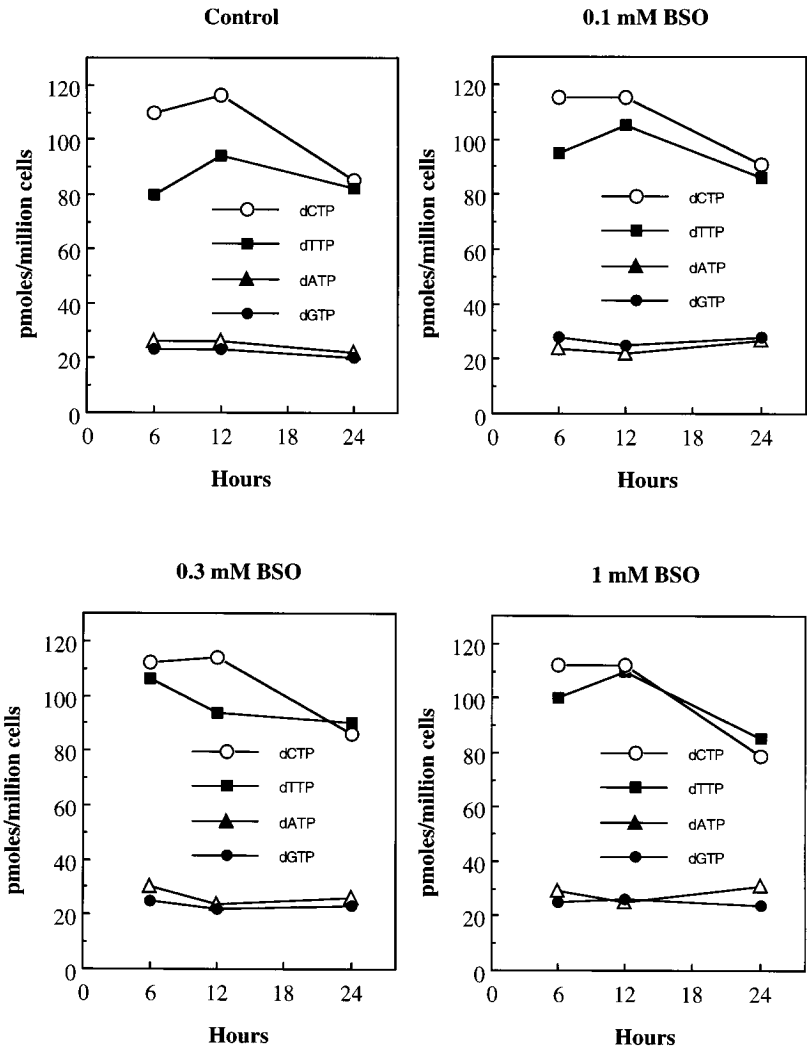 Control
pmoles/million cells
120
100
80
60
40
20
0
dCTP
dTTP
dATP
dGTP
0 6 12 18 24
Hours
0.1 mM BSO
pmoles/million cells
120
100
80
60
40
20
0
dCTP
dTTP
dATP
dGTP
0 6 12 18 24
Hours
0.3 mM BSO
pmoles/million cells
120
100
80
60
40
20
0
dCTP
dTTP
dATP
dGTP
0 6 12 18 24
Hours
1 mM BSO
pmoles/million cells
120
100
80
60
40
20
0
dCTP
dTTP
dATP
dGTP
0 6 12 18 24
Hours